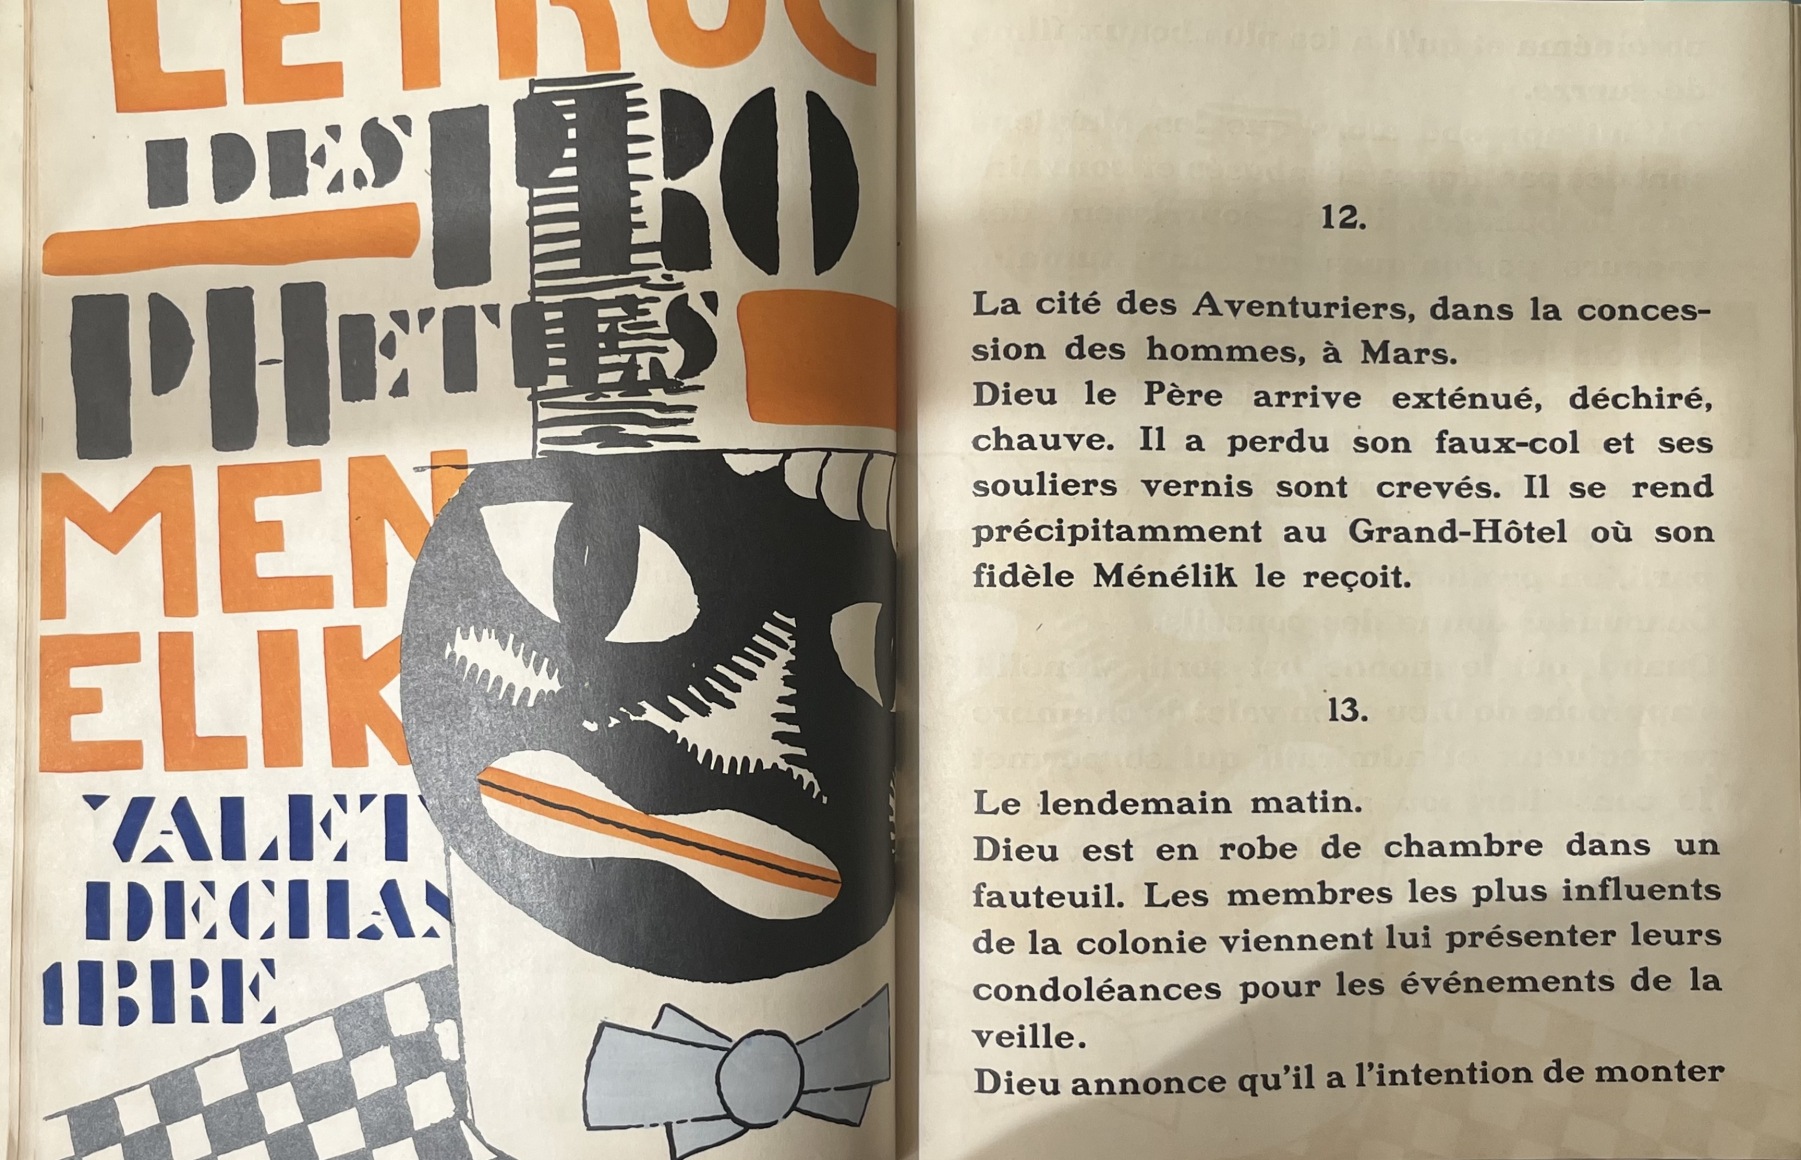 LE TRUC
DES TRO
PHETIES
MEN
ELIK
VALET
DE CHA
MBRE
12.
La cité des Aventuriers, dans la conces-
sion des hommes, à Mars.
Dieu le Père arrive exténué, déchiré,
chauve. Il a perdu son faux-col et ses
souliers vernis sont crevés. Il se rend
précipitamment au Grand-Hôtel où son
fidèle Ménélik le reçoit.
13.
Le lendemain matin.
Dieu est en robe de chambre dans un
fauteuil. Les membres les plus influents
de la colonie viennent lui présenter leurs
condoléances pour les événements de la
veille.
Dieu annonce qu'il a l'intention de monter